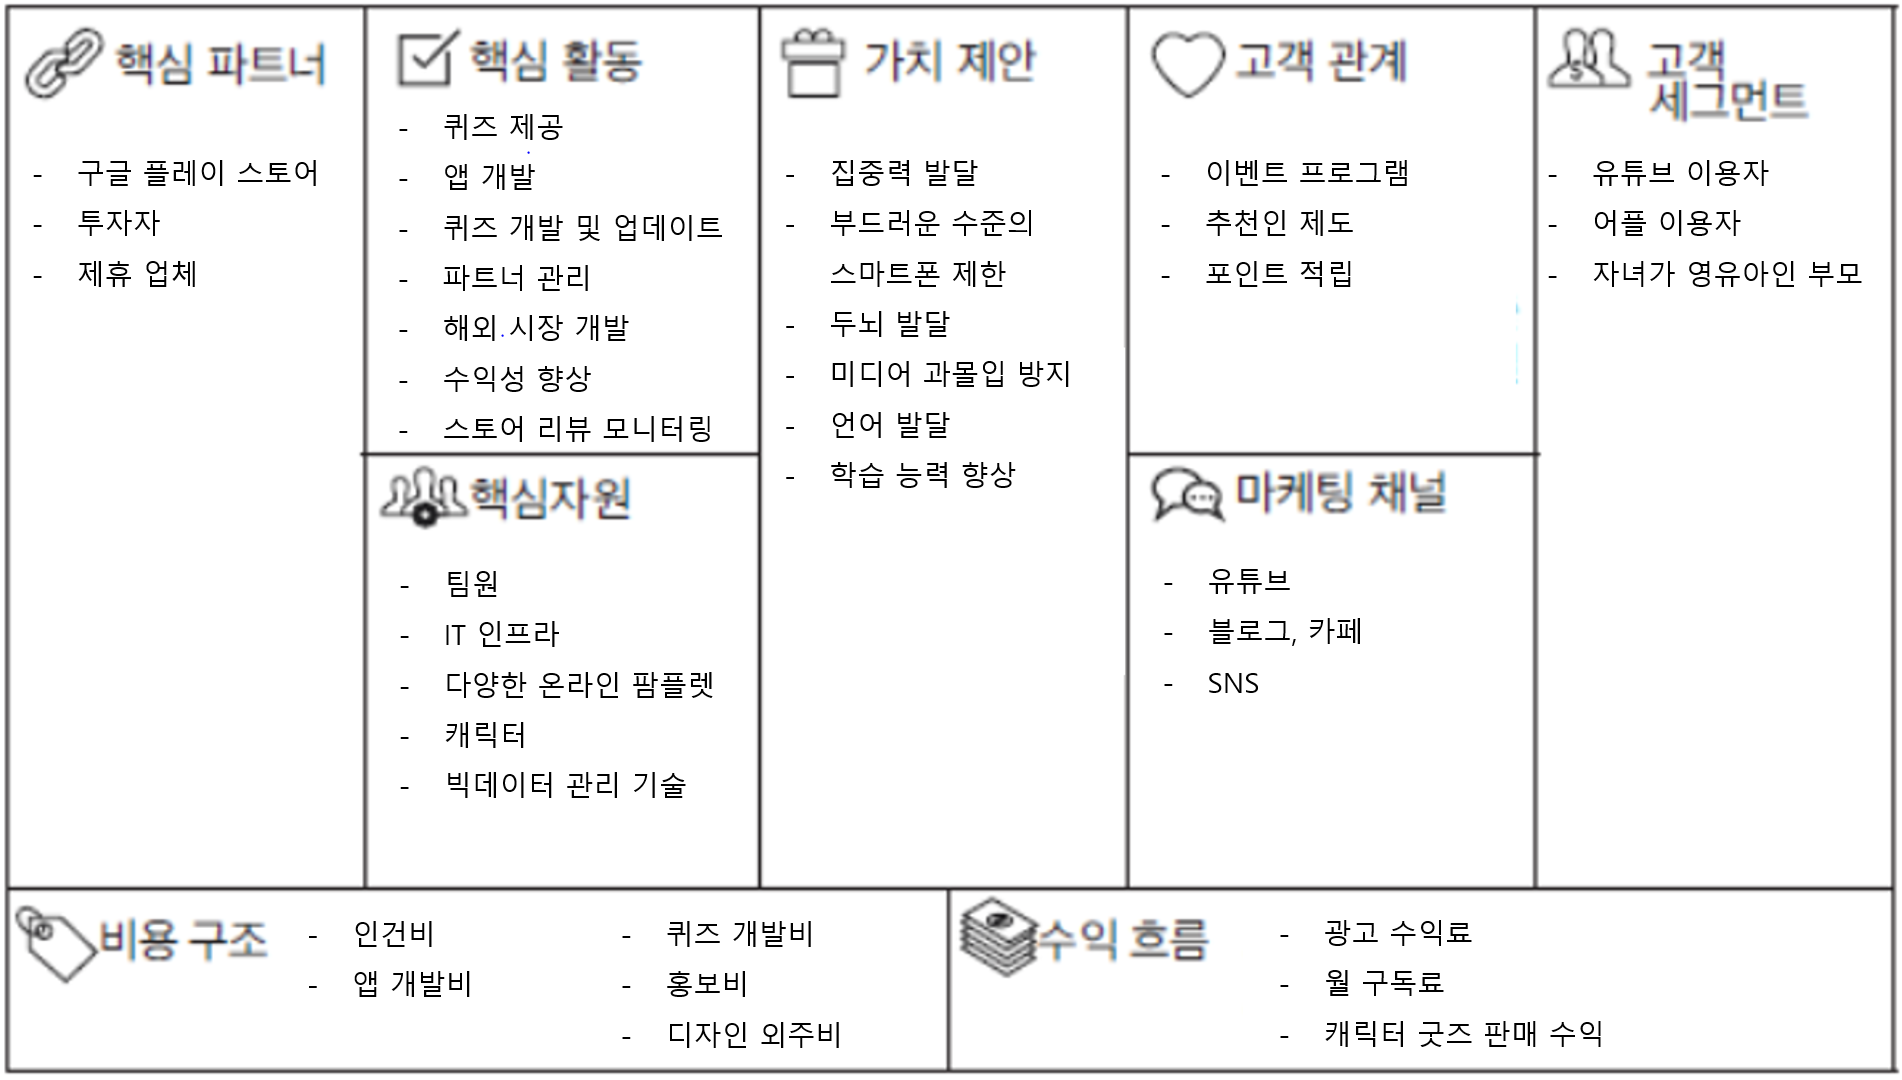 핵심 파트너
- 구글 플레이 스토어
- 투자자
- 제휴 업체
핵심 활동
- 퀴즈 제공
- 앱 개발
- 퀴즈 개발 및 업데이트
- 파트너 관리
- 해외 시장 개발
- 수익성 향상
- 스토어 리뷰 모니터링
핵심자원
- 팀원
- IT 인프라
- 다양한 온라인 팜플렛
- 캐릭터
- 빅데이터 관리 기술
가치 제안
- 집중력 발달
- 부드러운 수준의
스마트폰 제한
- 두뇌 발달
- 미디어 과몰입 방지
- 언어 발달
- 학습 능력 향상
고객 관계
- 이벤트 프로그램
- 추천인 제도
- 포인트 적립
마케팅 채널
- 유튜브
- 블로그, 카페
- SNS
고객
세그먼트
- 유튜브 이용자
- 어플 이용자
- 자녀가 영유아인 부모
비용 구조
- 인건비
- 앱 개발비
- 퀴즈 개발비
- 홍보비
- 디자인 외주비
수익 흐름
- 광고 수익료
- 월 구독료
- 캐릭터 굿즈 판매 수익